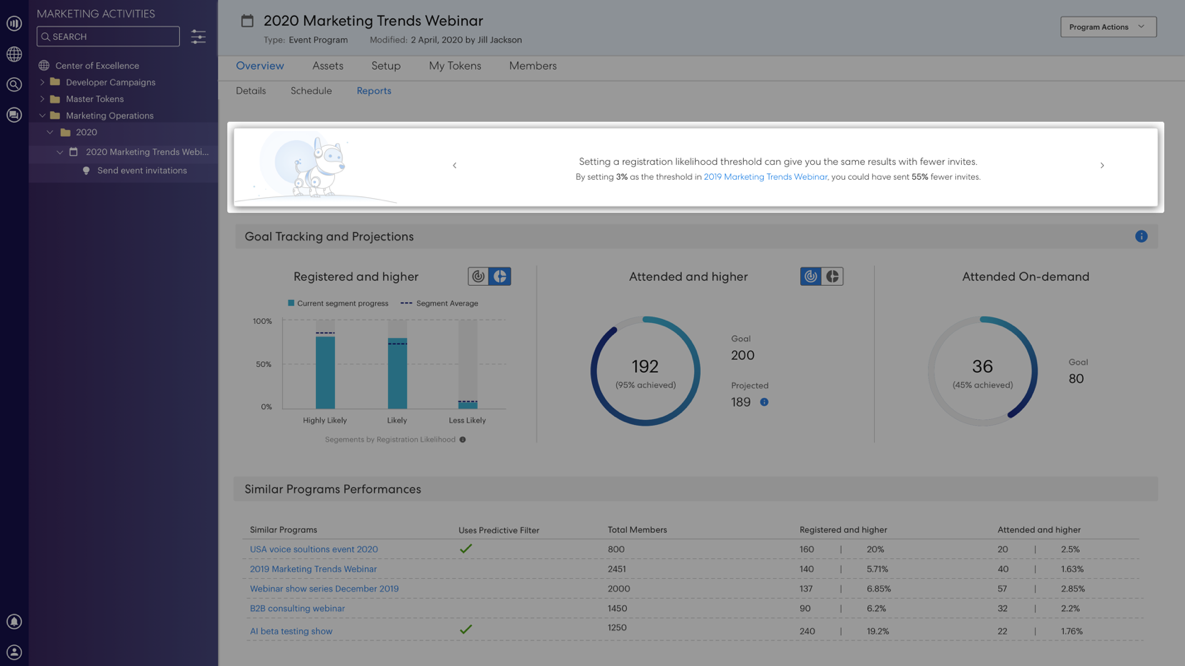 MARKETING ACTIVITIES
SEARCH
Center of Excellence
Developer Campaigns
Master Tokens
Marketing Operations
2020
2020 Marketing Trends Webi...
Send event invitations
2020 Marketing Trends Webinar
Type: Event Program Modified: 2 April, 2020 by Jill Jackson
Program Actions
Overview Assets Setup My Tokens Members
Details Schedule Reports
Setting a registration likelihood threshold can give you the same results with fewer invites.
By setting 3% as the threshold in 2019 Marketing Trends Webinar, you could have sent 55% fewer invites.
Goal Tracking and Projections
Registered and higher
Current segment progress Segment Average
100%
50%
0%
Highly Likely Likely Less Likely
Segements by Registration Likelihood
Attended and higher
192
(95% achieved)
Goal
200
Projected
189
Attended On-demand
36
(45% achieved)
Goal
80
Similar Programs Performances
Similar Programs Uses Predictive Filter Total Members Registered and higher Attended and higher
USA voice soultions event 2020 800 160 | 20% 20 | 2.5%
2019 Marketing Trends Webinar 2451 140 | 5.71% 40 | 1.63%
Webinar show series December 2019 2000 137 | 6.85% 57 | 2.85%
B2B consulting webinar 1450 90 | 6.2% 32 | 2.2%
AI beta testing show 1250 240 | 19.2% 22 | 1.76%